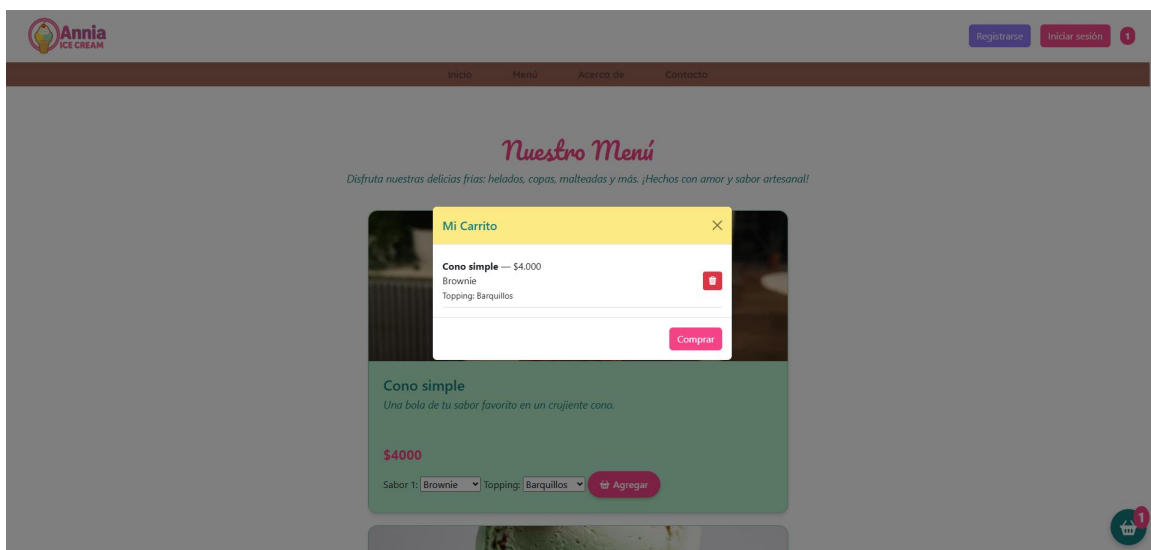 Annia
ICE CREAM
Registrarse
Iniciar sesión
1
Inicio
Menú
Acerca de
Contacto
Nuestro Menú
Disfruta nuestras delicias frías: helados, copas, malteadas y más. ¡Hechos con amor y sabor artesanal!
Mi Carrito
Cono simple — $4.000
Brownie
Topping: Barquillos
Comprar
Cono simple
Una bola de tu sabor favorito en un crujiente cono.
$4000
Sabor 1: Brownie Topping: Barquillos Agregar
1